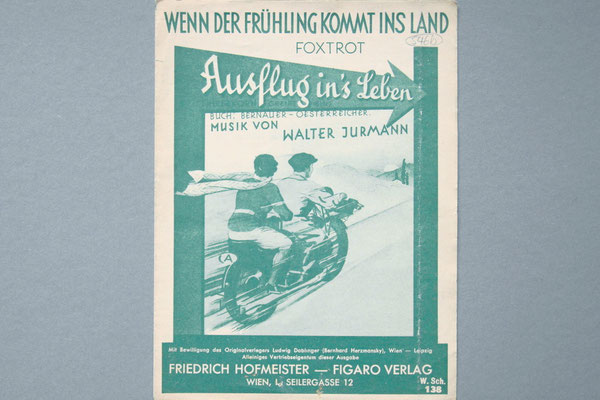 WENN DER FRÜHLING KOMMT INS LAND
FOXTROT
Ausflug in's Leben
BUCH: BERNAUER-OESTERREICHER
MUSIK VON WALTER JURMANN
(A
Mit Bewilligung des Originalverlegers Ludwig Doblinger (Bernhard Herzmansky), Wien — Leipzig
Alleiniges Vertriebseigentum dieser Ausgabe
FRIEDRICH HOFMEISTER — FIGARO VERLAG
WIEN, I., SEILERGASSE 12
W. Sch.
138